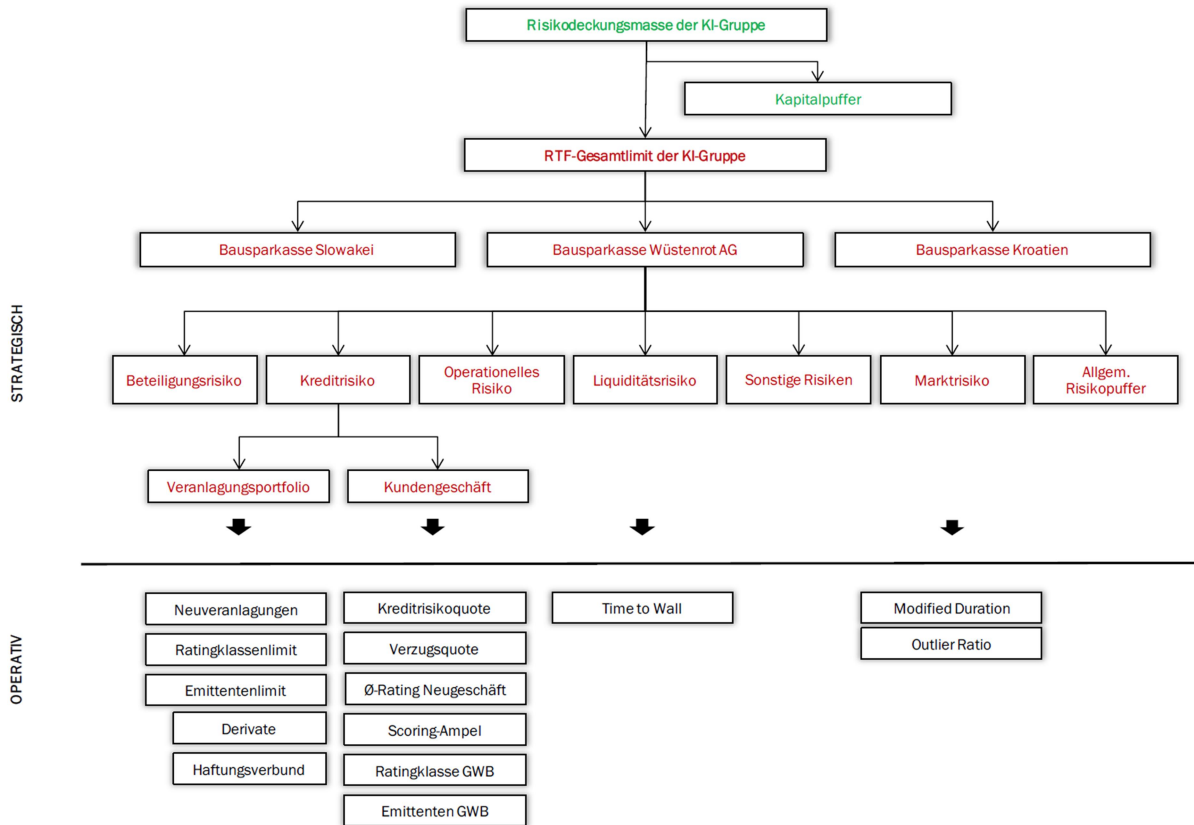 Risikodeckungsmasse der KI-Gruppe
Kapitalpuffer
RTF-Gesamtlimit der KI-Gruppe
Bausparkasse Slowakei
Bausparkasse Wüstenrot AG
Bausparkasse Kroatien
STRATEGISCH
Beteiligungsrisiko
Kreditrisiko
Operationelles
Risiko
Liquiditätsrisiko
Sonstige Risiken
Marktrisiko
Allgem.
Risikopuffer
Veranlagungsportfolio
Kundengeschäft
OPERATIV
Neuveranlagungen
Ratingklassenlimit
Emittentenlimit
Derivate
Haftungsverbund
Kreditrisikoquote
Verzugsquote
Ø-Rating Neugeschäft
Scoring-Ampel
Ratingklasse GWB
Emittenten GWB
Time to Wall
Modified Duration
Outlier Ratio